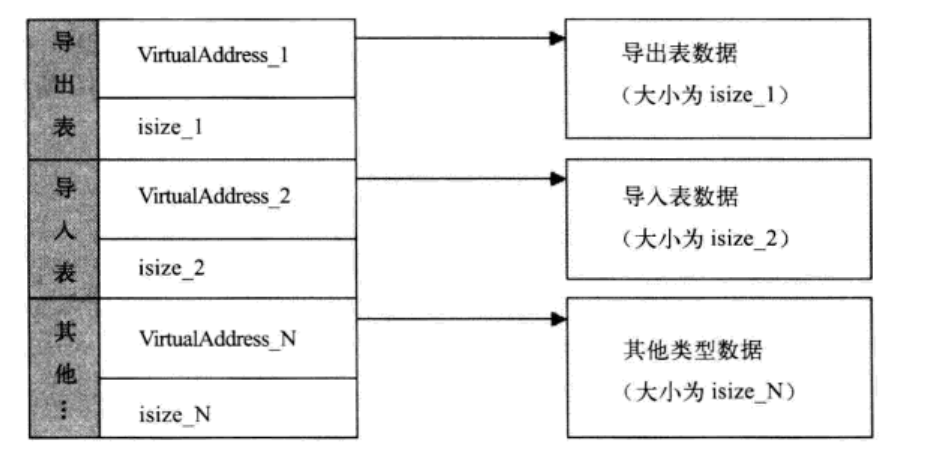 导出表
VirtualAddress_1
isize_1
导出表数据
（大小为 isize_1）
导入表
VirtualAddress_2
isize_2
导入表数据
（大小为 isize_2）
其他…
VirtualAddress_N
isize_N
其他类型数据
（大小为 isize_N）